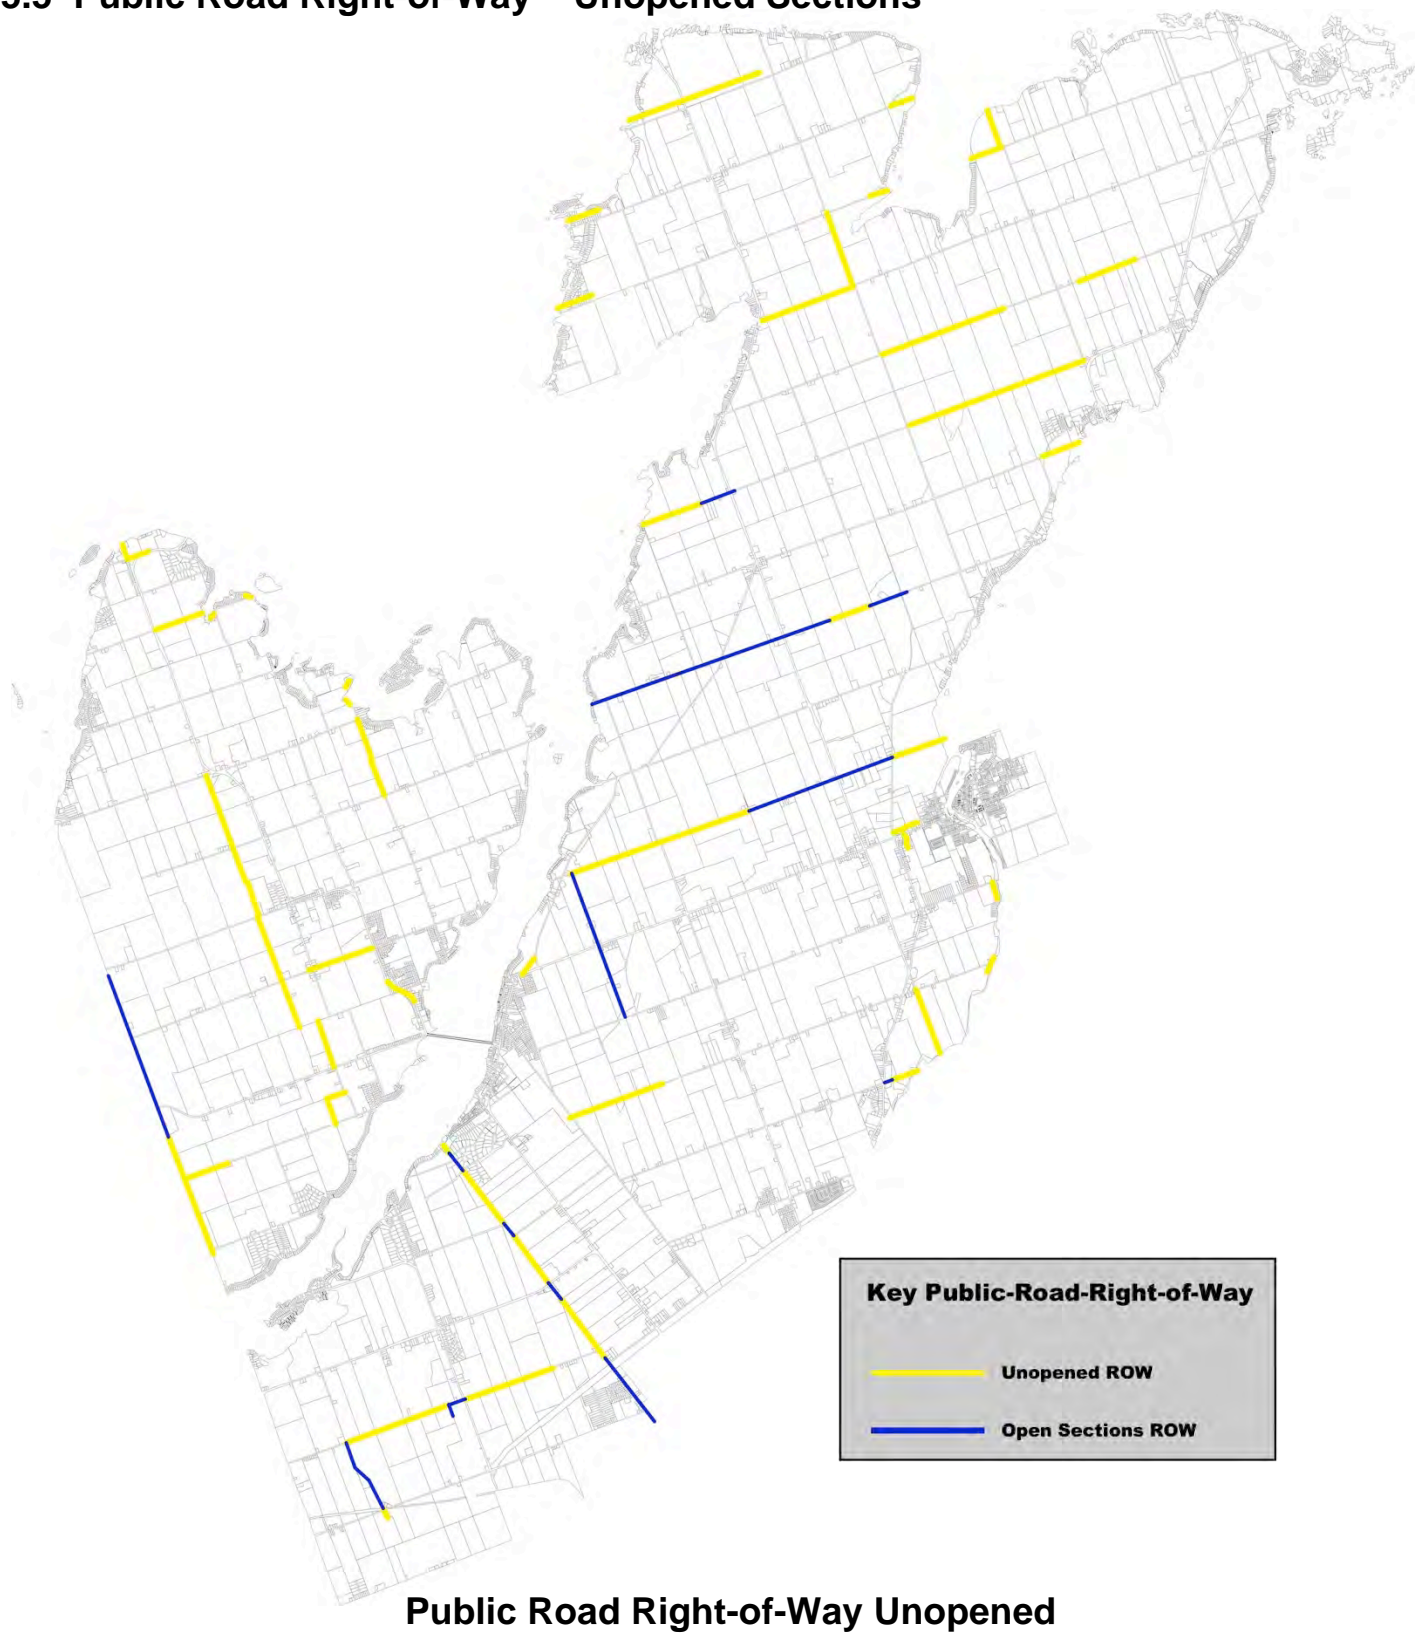 Public Road Right-of-Way Unopened Sections
Key Public-Road-Right-of-Way
Unopened ROW
Open Sections ROW
Public Road Right-of-Way Unopened